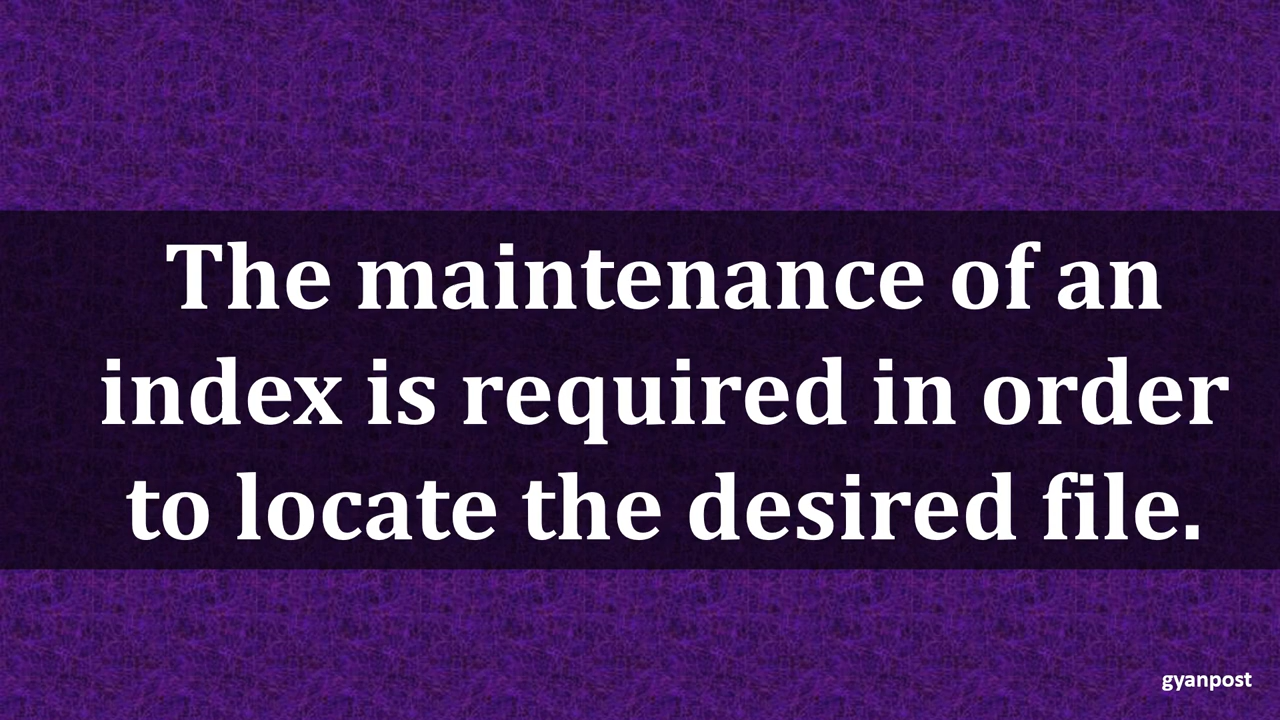 The maintenance of an
index is required in order
to locate the desired file.
gyanpost